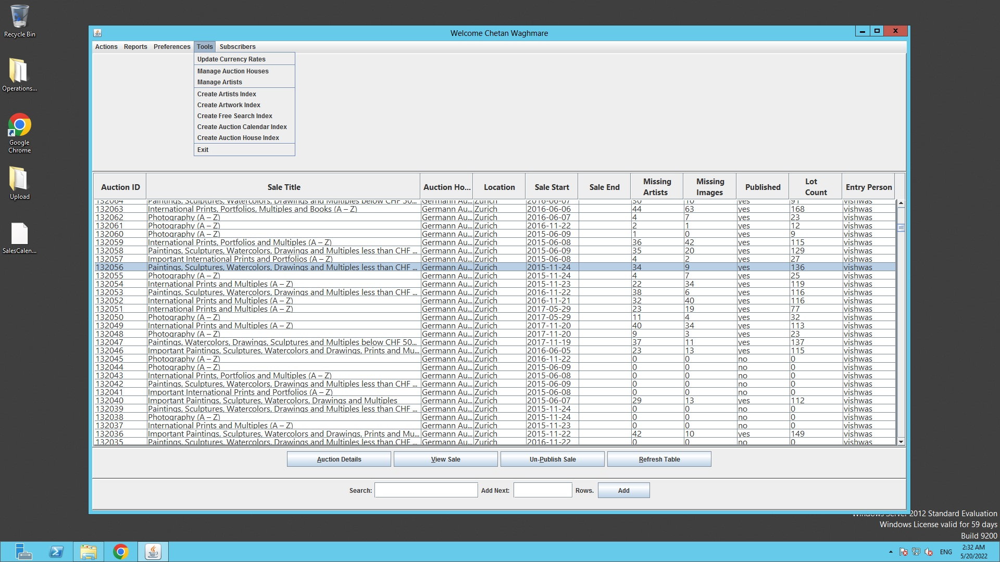 Recycle Bin
Operations...
Google
Chrome
Upload
SalesCalen...
Welcome Chetan Waghmare
Actions Reports Preferences Tools Subscribers
Update Currency Rates
Manage Auction Houses
Manage Artists
Create Artists Index
Create Artwork Index
Create Free Search Index
Create Auction Calendar Index
Create Auction House Index
Exit
Auction ID Sale Title Auction Ho... Location Sale Start Sale End Missing Artists Missing Images Published Lot Count Entry Person
132064 Paintings, Sculptures, Watercolors, Drawings and Multiples below CHF 50... Germann Au... Zurich 2016-06-07 30 10 yes 91 vishwas
132063 International Prints, Portfolios, Multiples and Books (A – Z) Germann Au... Zurich 2016-06-06 44 63 yes 168 vishwas
132062 Photography (A – Z) Germann Au... Zurich 2016-06-07 4 7 yes 23 vishwas
132061 Photography (A – Z) Germann Au... Zurich 2016-11-22 2 1 yes 12 vishwas
132060 Photography (A – Z) Germann Au... Zurich 2015-06-09 1 0 yes 9 vishwas
132059 International Prints, Portfolios and Multiples (A – Z) Germann Au... Zurich 2015-06-08 36 42 yes 115 vishwas
132058 Paintings, Sculptures, Watercolors, Drawings and Multiples less than CHF ... Germann Au... Zurich 2015-06-09 35 20 yes 129 vishwas
132057 Important International Prints and Portfolios (A – Z) Germann Au... Zurich 2015-06-08 4 2 yes 27 vishwas
132056 Paintings, Sculptures, Watercolors, Drawings and Multiples less than CHF ... Germann Au... Zurich 2015-11-24 34 9 yes 136 vishwas
132055 Photography (A – Z) Germann Au... Zurich 2015-11-24 4 7 yes 25 vishwas
132054 International Prints and Multiples (A – Z) Germann Au... Zurich 2015-11-23 22 34 yes 119 vishwas
132053 Paintings, Sculptures, Watercolors, Drawings and Multiples less than CHF ... Germann Au... Zurich 2016-11-22 38 6 yes 116 vishwas
132052 International Prints and Multiples (A – Z) Germann Au... Zurich 2016-11-21 32 40 yes 116 vishwas
132051 International Prints and Multiples (A – Z) Germann Au... Zurich 2017-05-29 23 19 yes 77 vishwas
132050 Photography (A – Z) Germann Au... Zurich 2017-05-29 11 4 yes 32 vishwas
132049 International Prints and Multiples (A – Z) Germann Au... Zurich 2017-11-20 40 34 yes 113 vishwas
132048 Photography (A – Z) Germann Au... Zurich 2017-11-20 9 3 yes 23 vishwas
132047 Paintings, Watercolors, Drawings, Sculptures and Multiples below CHF 50... Germann Au... Zurich 2017-11-19 37 11 yes 137 vishwas
132046 Important Paintings, Sculptures, Watercolors and Drawings, Prints and Mu... Germann Au... Zurich 2016-06-05 23 13 yes 115 vishwas
132045 Photography (A – Z) Germann Au... Zurich 2016-11-22 0 0 no 0 vishwas
132044 Photography (A – Z) Germann Au... Zurich 2015-06-09 0 0 no 0 vishwas
132043 International Prints, Portfolios and Multiples (A – Z) Germann Au... Zurich 2015-06-08 0 0 no 0 vishwas
132042 Paintings, Sculptures, Watercolors, Drawings and Multiples less than CHF ... Germann Au... Zurich 2015-06-09 0 0 no 0 vishwas
132041 Important International Prints and Portfolios (A – Z) Germann Au... Zurich 2015-06-08 0 0 no 0 vishwas
132040 Important Paintings, Sculptures, Watercolors, Drawings and Multiples Germann Au... Zurich 2015-06-07 29 13 yes 112 vishwas
132039 Paintings, Sculptures, Watercolors, Drawings and Multiples less than CHF ... Germann Au... Zurich 2015-11-24 0 0 no 0 vishwas
132038 Photography (A – Z) Germann Au... Zurich 2015-11-24 0 0 no 0 vishwas
132037 International Prints and Multiples (A – Z) Germann Au... Zurich 2015-11-23 0 0 no 0 vishwas
132036 Important Paintings, Sculptures, Watercolors and Drawings, Prints and Mu... Germann Au... Zurich 2015-11-22 42 10 yes 149 vishwas
132035 Paintings, Sculptures, Watercolors, Drawings and Multiples less than CHF ... Germann Au... Zurich 2016-11-22 0 0 no 0 vishwas
Auction Details View Sale Un-Publish Sale Refresh Table
Search: Add Next: Rows. Add
Windows Server 2012 Standard Evaluation
Windows License valid for 59 days
Build 9200
ENG 2:32 AM
5/20/2022